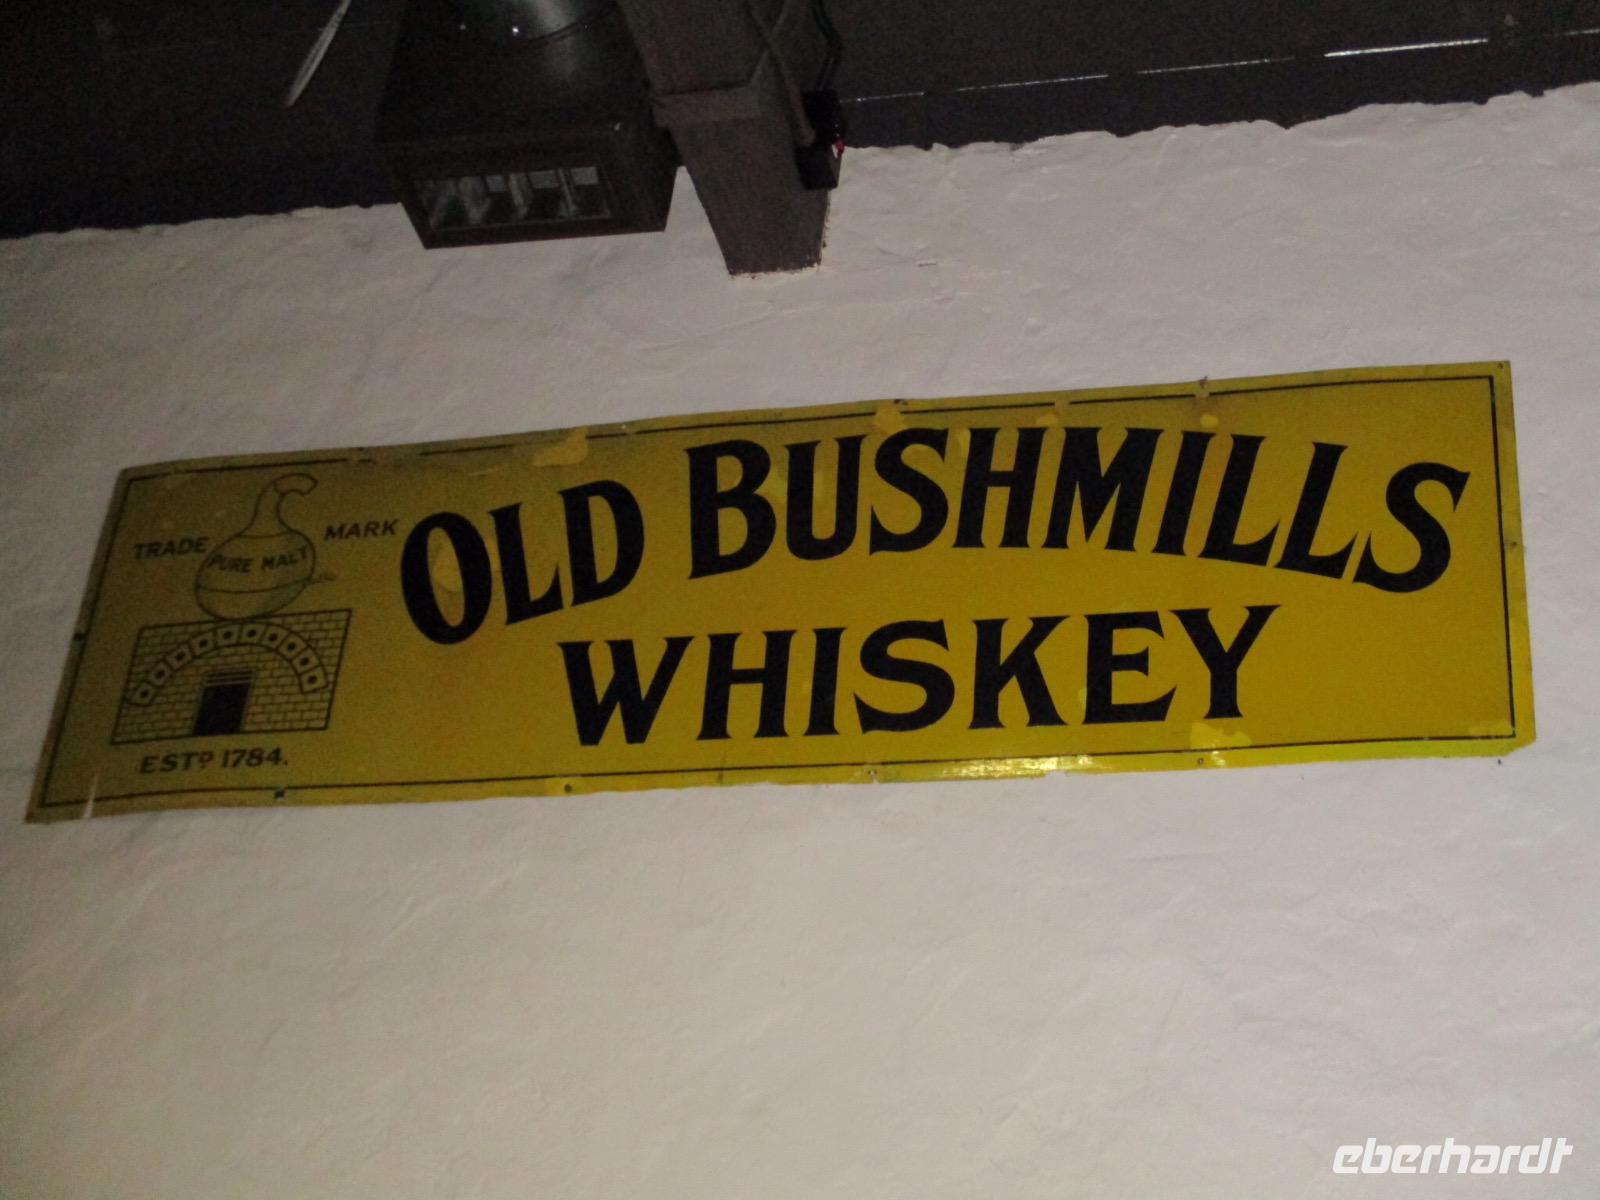 TRADE MARK
PURE MALT
ESTD 1784.
OLD BUSHMILLS
WHISKEY
eberhardt